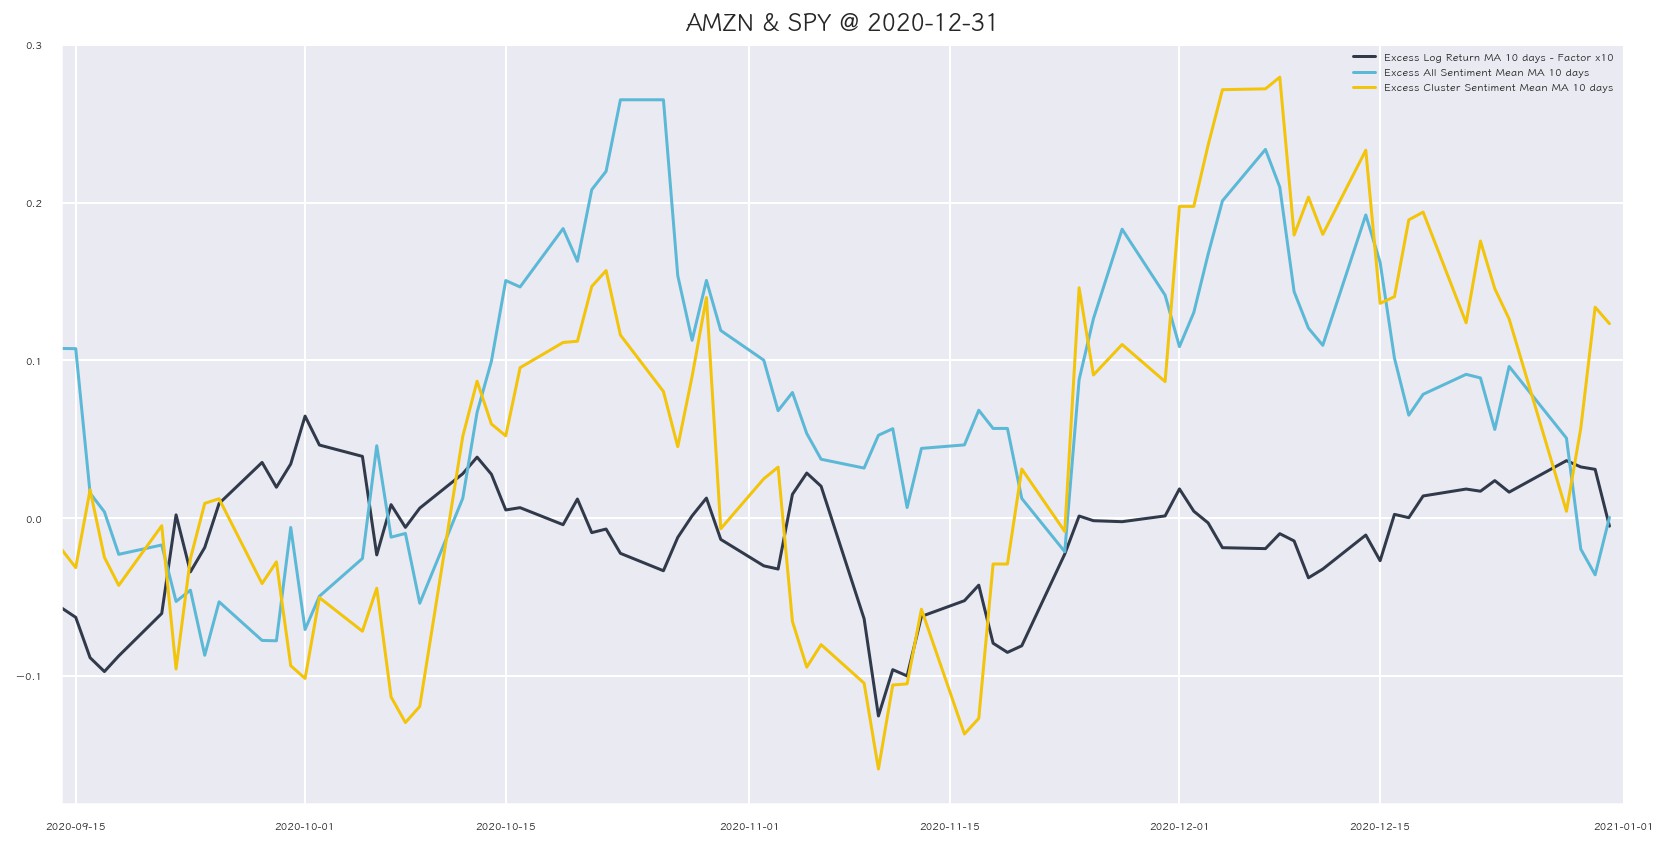 AMZN & SPY @ 2020-12-31
Excess Log Return MA 10 days - Factor x10
Excess All Sentiment Mean MA 10 days
Excess Cluster Sentiment Mean MA 10 days
0.3
0.2
0.1
0.0
−0.1
2020-09-15 2020-10-01 2020-10-15 2020-11-01 2020-11-15 2020-12-01 2020-12-15 2021-01-01